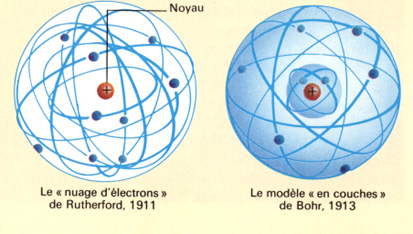 Noyau
+
+
Le « nuage d'électrons »
de Rutherford, 1911
Le modèle « en couches »
de Bohr, 1913